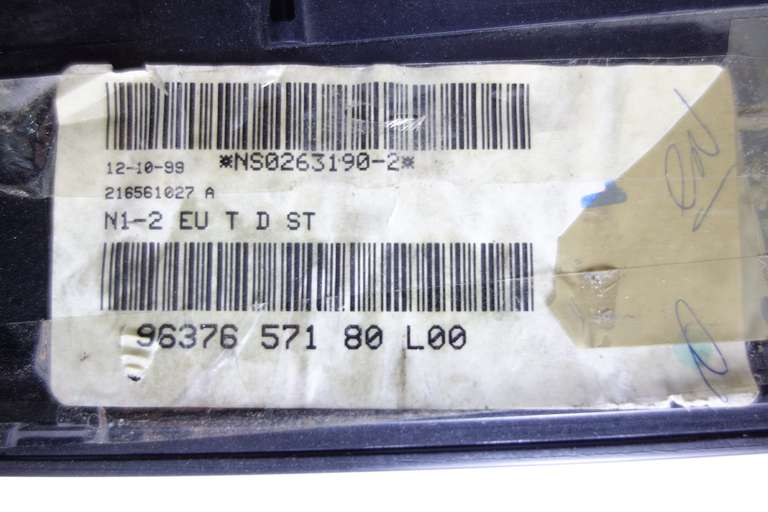 *NS0263190-2*
12-10-99
216561027 A
N1-2 EU T D ST
96376 571 80 L00